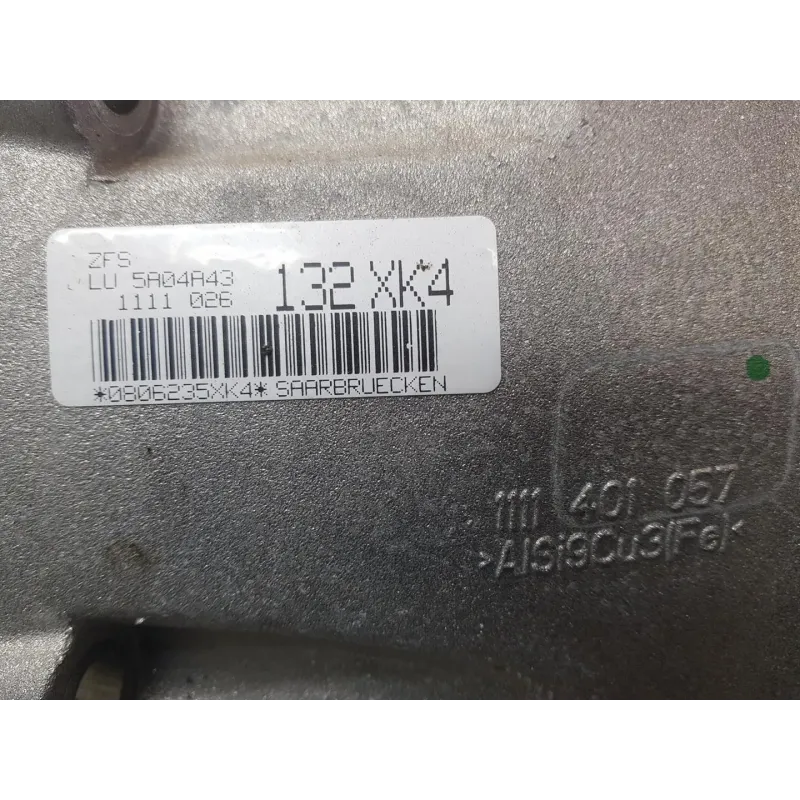 ZFS
LU 5A04A43
1111 026
132 XK4
*0806235XK4* SAARBRUECKEN
1111 401 057
>AlSi9Cu3(Fe)<